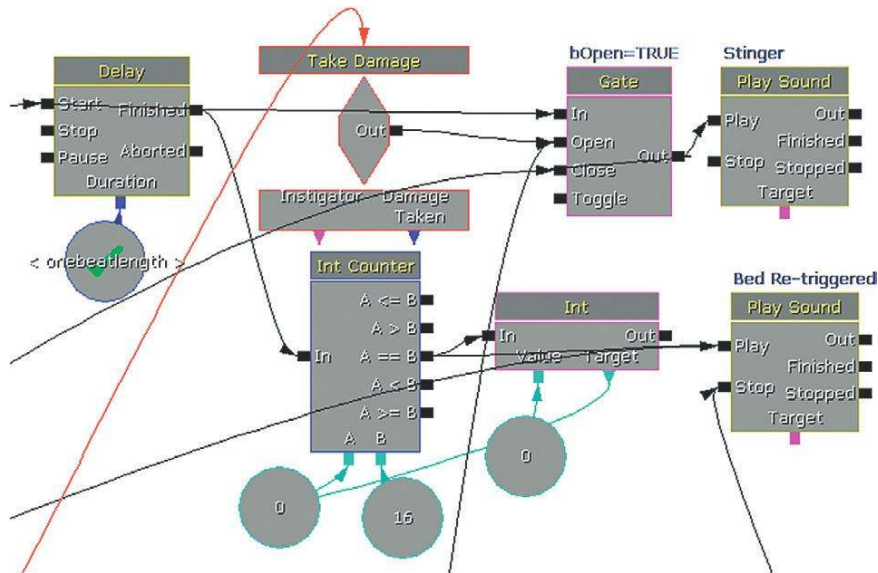 bOpen=TRUE
Stinger
Delay
Take Damage
Gate
Play Sound
Start
Finished
Stop
Pause
Aborted
Duration
Out
In
Open
Close
Toggle
Out
Play
Stop
Out
Finished
Stopped
Target
Instigator
Damage
Taken
< onebeatlength >
Int Counter
A <= B
A > B
In
A == B
A < B
A >= B
A
B
Int
In
Out
Value
Target
Bed Re-triggered
Play Sound
Play
Stop
Out
Finished
Stopped
Target
0
16
0